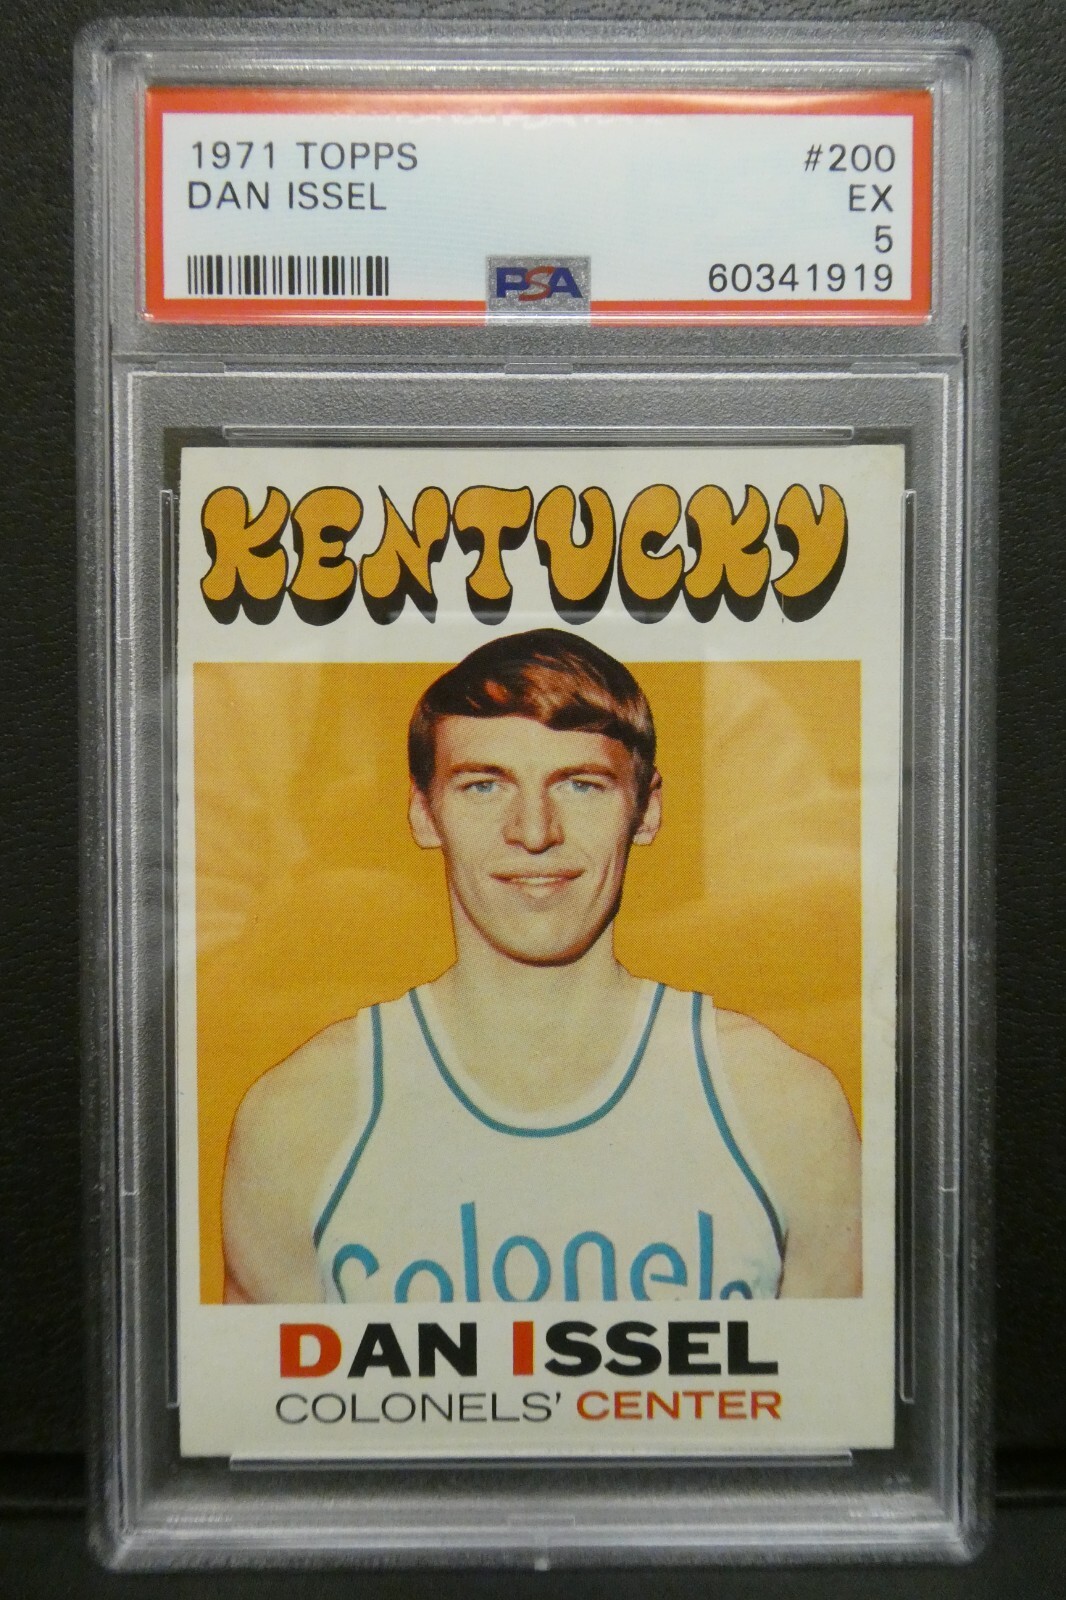 1971 TOPPS #200
DAN ISSEL EX
5
PSA 60341919
KENTUCKY
Colonels
DAN ISSEL
COLONELS' CENTER